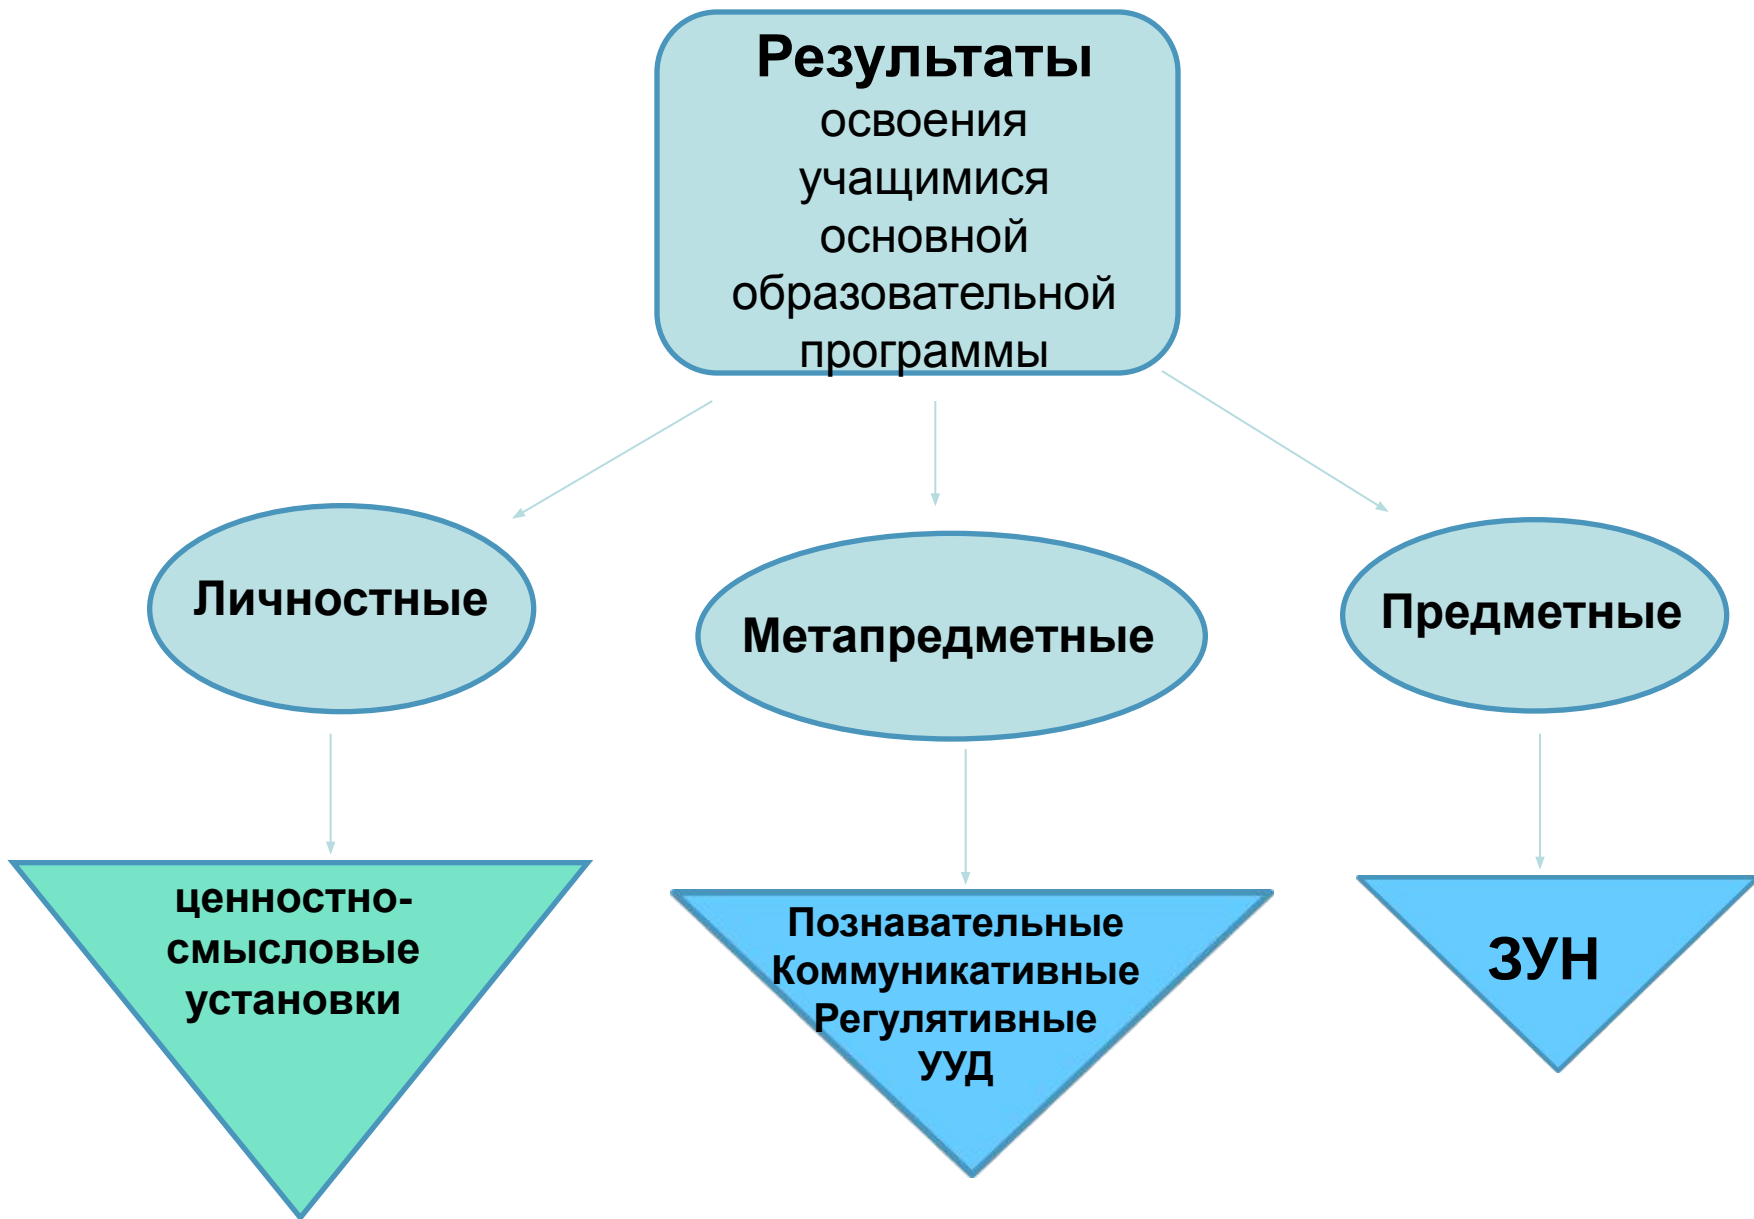 Результаты
освоения
учащимися
основной
образовательной
программы
Личностные
Метапредметные
Предметные
ценностно-
смысловые
установки
Познавательные
Коммуникативные
Регулятивные
УУД
ЗУН